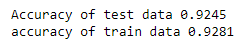 Accuracy of test data 0.9245
accuracy of train data 0.9281